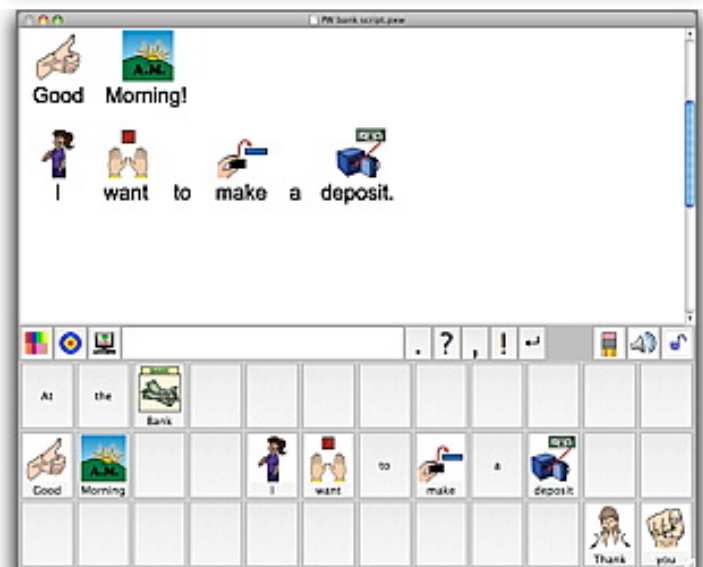 PW bank script.pww
A.M.
Good Morning!
I want to make a deposit.
. ? , ! ↵
At the Bank
A.M.
Good Morning I want to make a deposit
Thank you